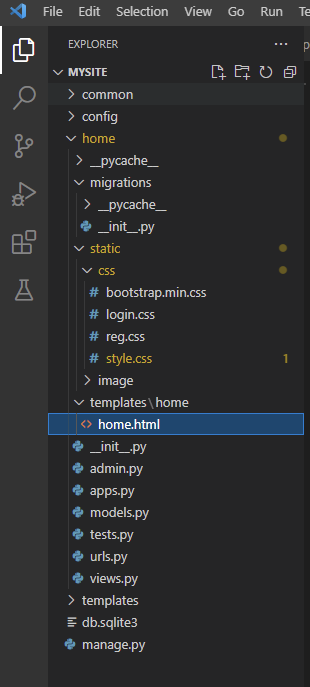 File Edit Selection View Go Run Te
EXPLORER
MYSITE
common
config
home
__pycache__
migrations
__pycache__
__init__.py
static
css
bootstrap.min.css
login.css
reg.css
style.css 1
image
templates\home
home.html
__init__.py
admin.py
apps.py
models.py
tests.py
urls.py
views.py
templates
db.sqlite3
manage.py